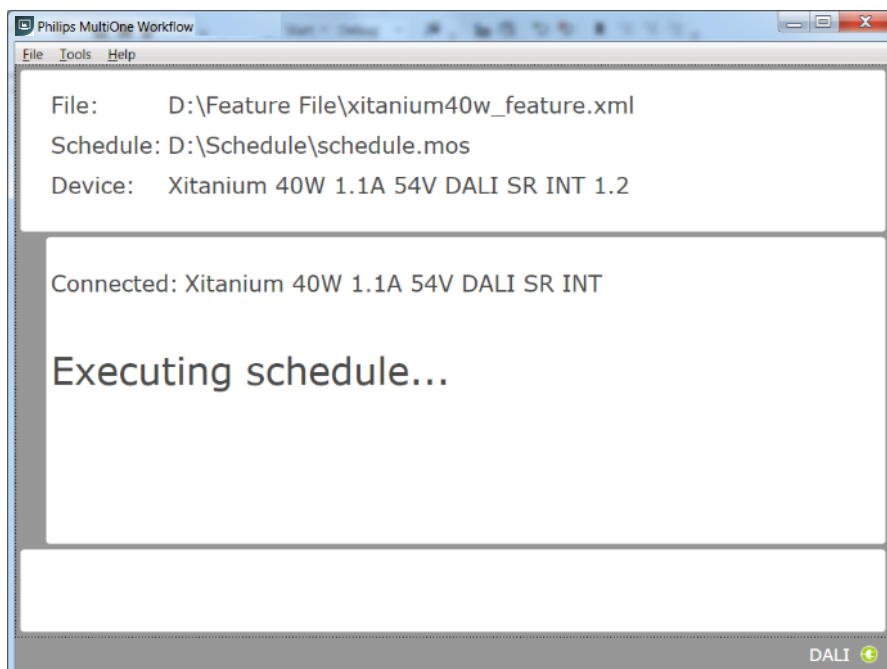 Philips MultiOne Workflow
File Tools Help
File: D:\Feature File\xitanium40w_feature.xml
Schedule: D:\Schedule\schedule.mos
Device: Xitanium 40W 1.1A 54V DALI SR INT 1.2
Connected: Xitanium 40W 1.1A 54V DALI SR INT
Executing schedule...
DALI